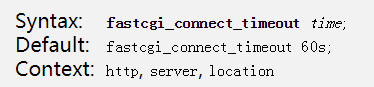 Syntax: fastcgi_connect_timeout time;
Default: fastcgi_connect_timeout 60s;
Context: http, server, location